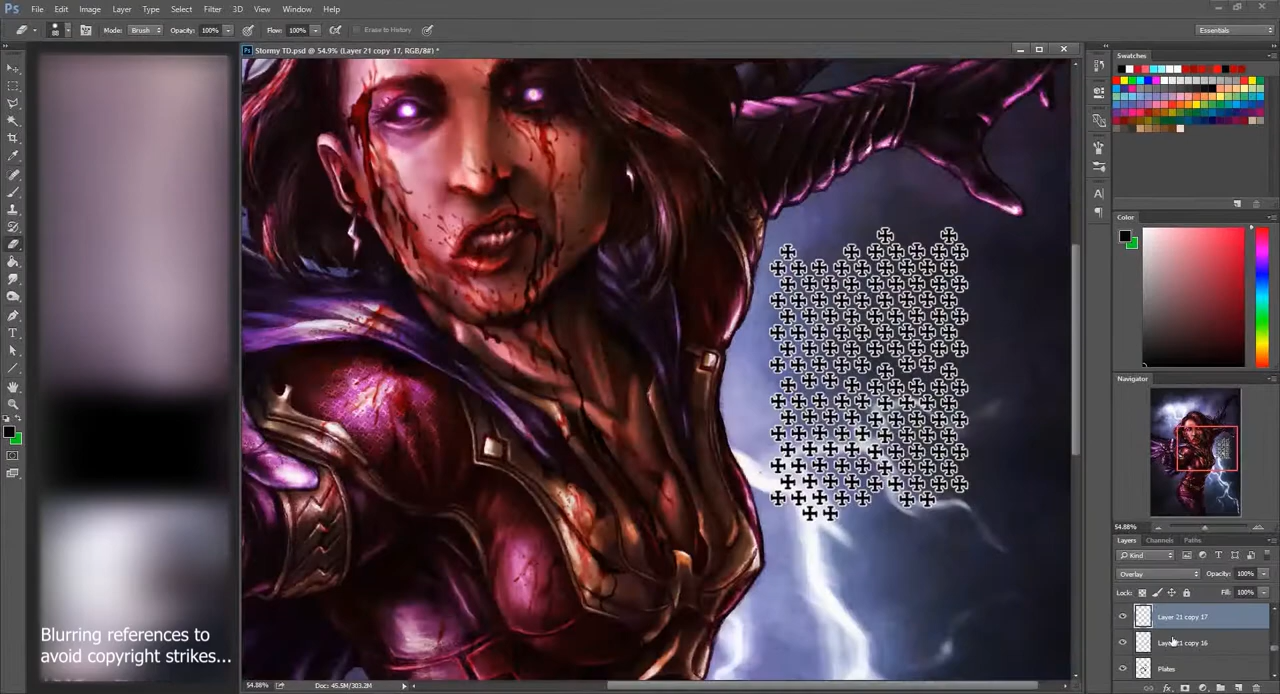 Ps File Edit Image Layer Type Select Filter 3D View Window Help
Mode: Brush Opacity: 100% Flow: 100% Erase to History Essentials
Stormy TD.psd @ 54.9% (Layer 21 copy 17, RGB/8#) *
Swatches
Color
Navigator
54.88%
Layers Channels Paths
Kind
Overlay Opacity: 100%
Lock: Fill: 100%
Layer 21 copy 17
Layer 21 copy 16
Plates
Blurring references to
avoid copyright strikes...
54.88% Doc: 45.5M/303.2M